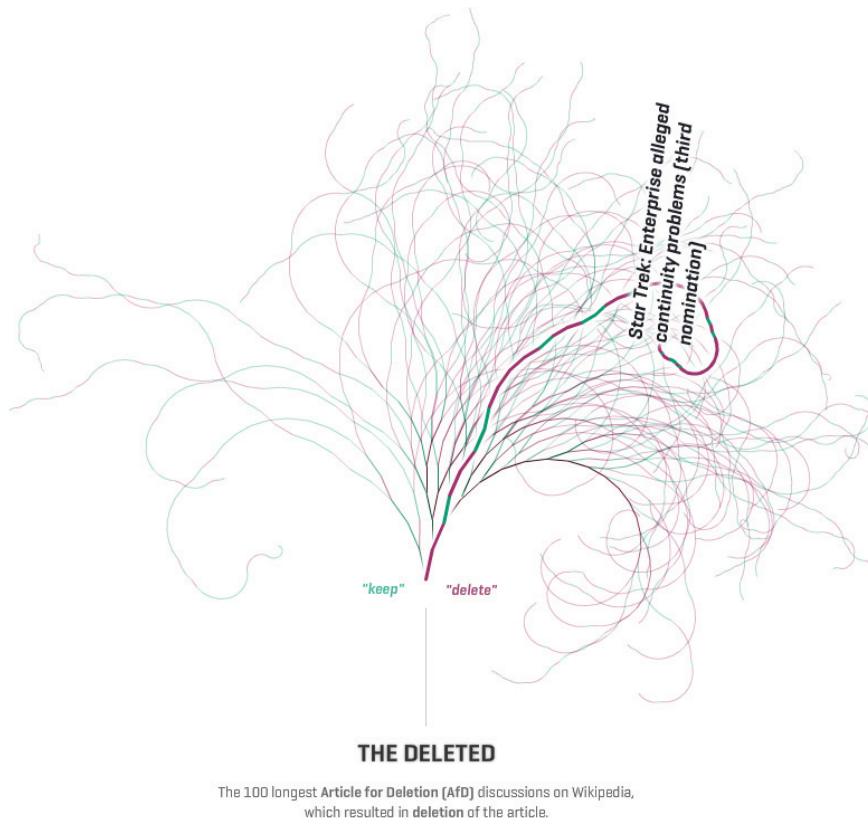 Star Trek: Enterprise alleged
continuity problems (third
nomination)
"keep" "delete"
THE DELETED
The 100 longest Article for Deletion (AfD) discussions on Wikipedia,
which resulted in deletion of the article.